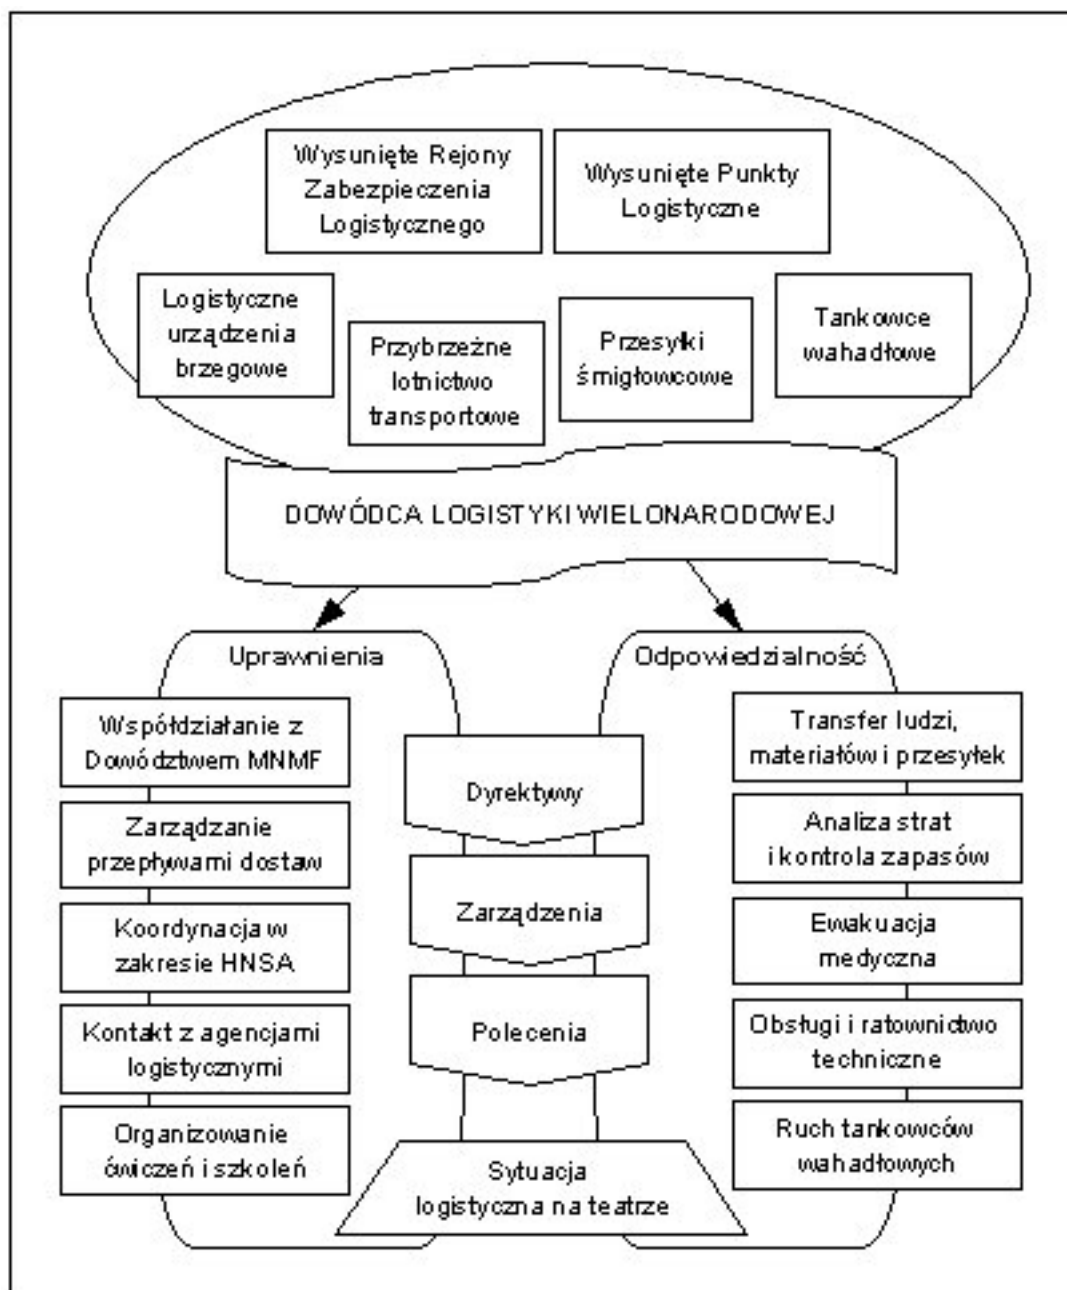 Wysunięte Rejony
Zabezpieczenia
Logistycznego
Wysunięte Punkty
Logistyczne
Logistyczne
urządzenia
brzegowe
Przybrzeżne
lotnictwo
transportowe
Przesyłki
śmigłowcowe
Tankowce
wahadłowe
DOWÓDCA LOGISTYKI WIELONARODOWEJ
Uprawnienia
Odpowiedzialność
Współdziałanie z
Dowództwem MNMF
Zarządzanie
przepływami dostaw
Koordynacja w
zakresie HNSA
Kontakt z agencjami
logistycznymi
Organizowanie
ćwiczeń i szkoleń
Dyrektywy
Zarządzenia
Polecenia
Sytuacja
logistyczna na teatrze
Transfer ludzi,
materiałów i przesyłek
Analiza strat
i kontrola zapasów
Ewakuacja
medyczna
Obsługi i ratownictwo
techniczne
Ruch tankowców
wahadłowych